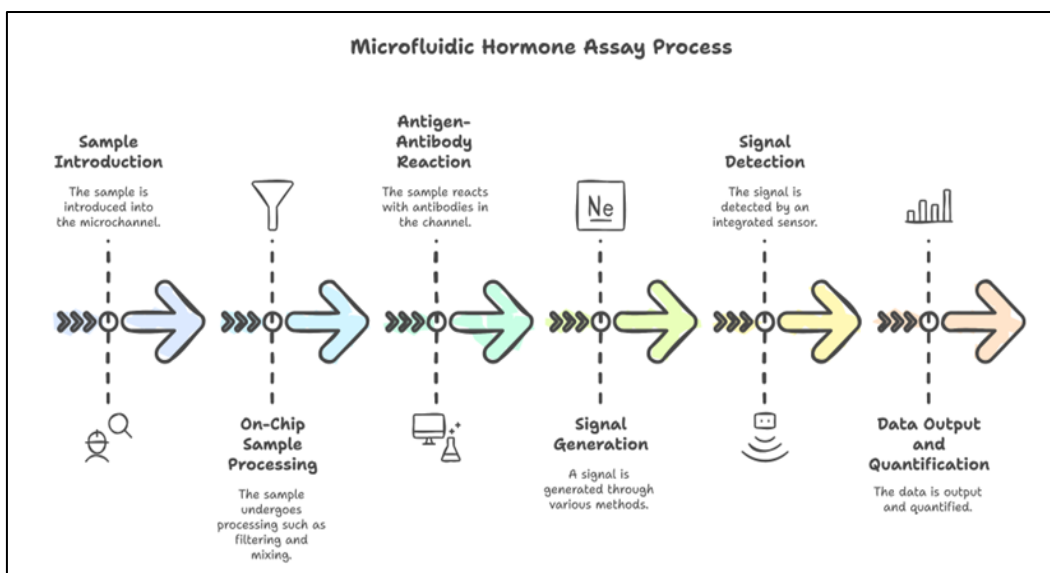 Microfluidic Hormone Assay Process
Sample
Introduction
The sample is
introduced into
the microchannel.
On-Chip
Sample
Processing
The sample
undergoes
processing such as
filtering and
mixing.
Antigen-
Antibody
Reaction
The sample reacts
with antibodies in
the channel.
Ne
Signal
Generation
A signal is
generated through
various methods.
Signal
Detection
The signal is
detected by an
integrated sensor.
Data Output
and
Quantification
The data is output
and quantified.